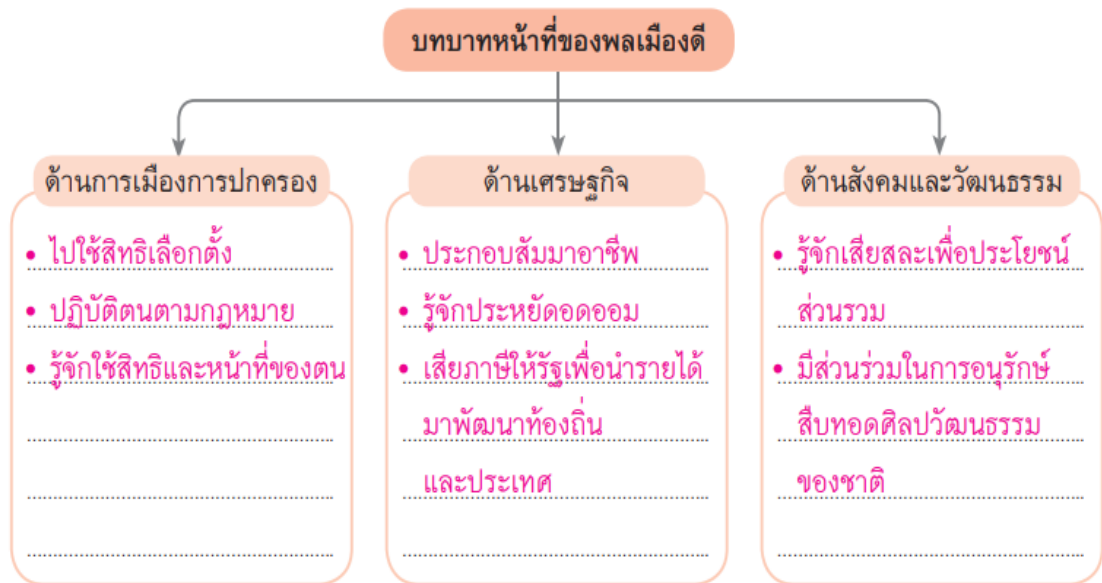 บทบาทหน้าที่ของพลเมืองดี
ด้านการเมืองการปกครอง
• ไปใช้สิทธิเลือกตั้ง
• ปฏิบัติตนตามกฎหมาย
• รู้จักใช้สิทธิและหน้าที่ของตน
ด้านเศรษฐกิจ
• ประกอบสัมมาอาชีพ
• รู้จักประหยัดอดออม
• เสียภาษีให้รัฐเพื่อนำรายได้
มาพัฒนาท้องถิ่น
และประเทศ
ด้านสังคมและวัฒนธรรม
• รู้จักเสียสละเพื่อประโยชน์
ส่วนรวม
• มีส่วนร่วมในการอนุรักษ์
สืบทอดศิลปวัฒนธรรม
ของชาติ